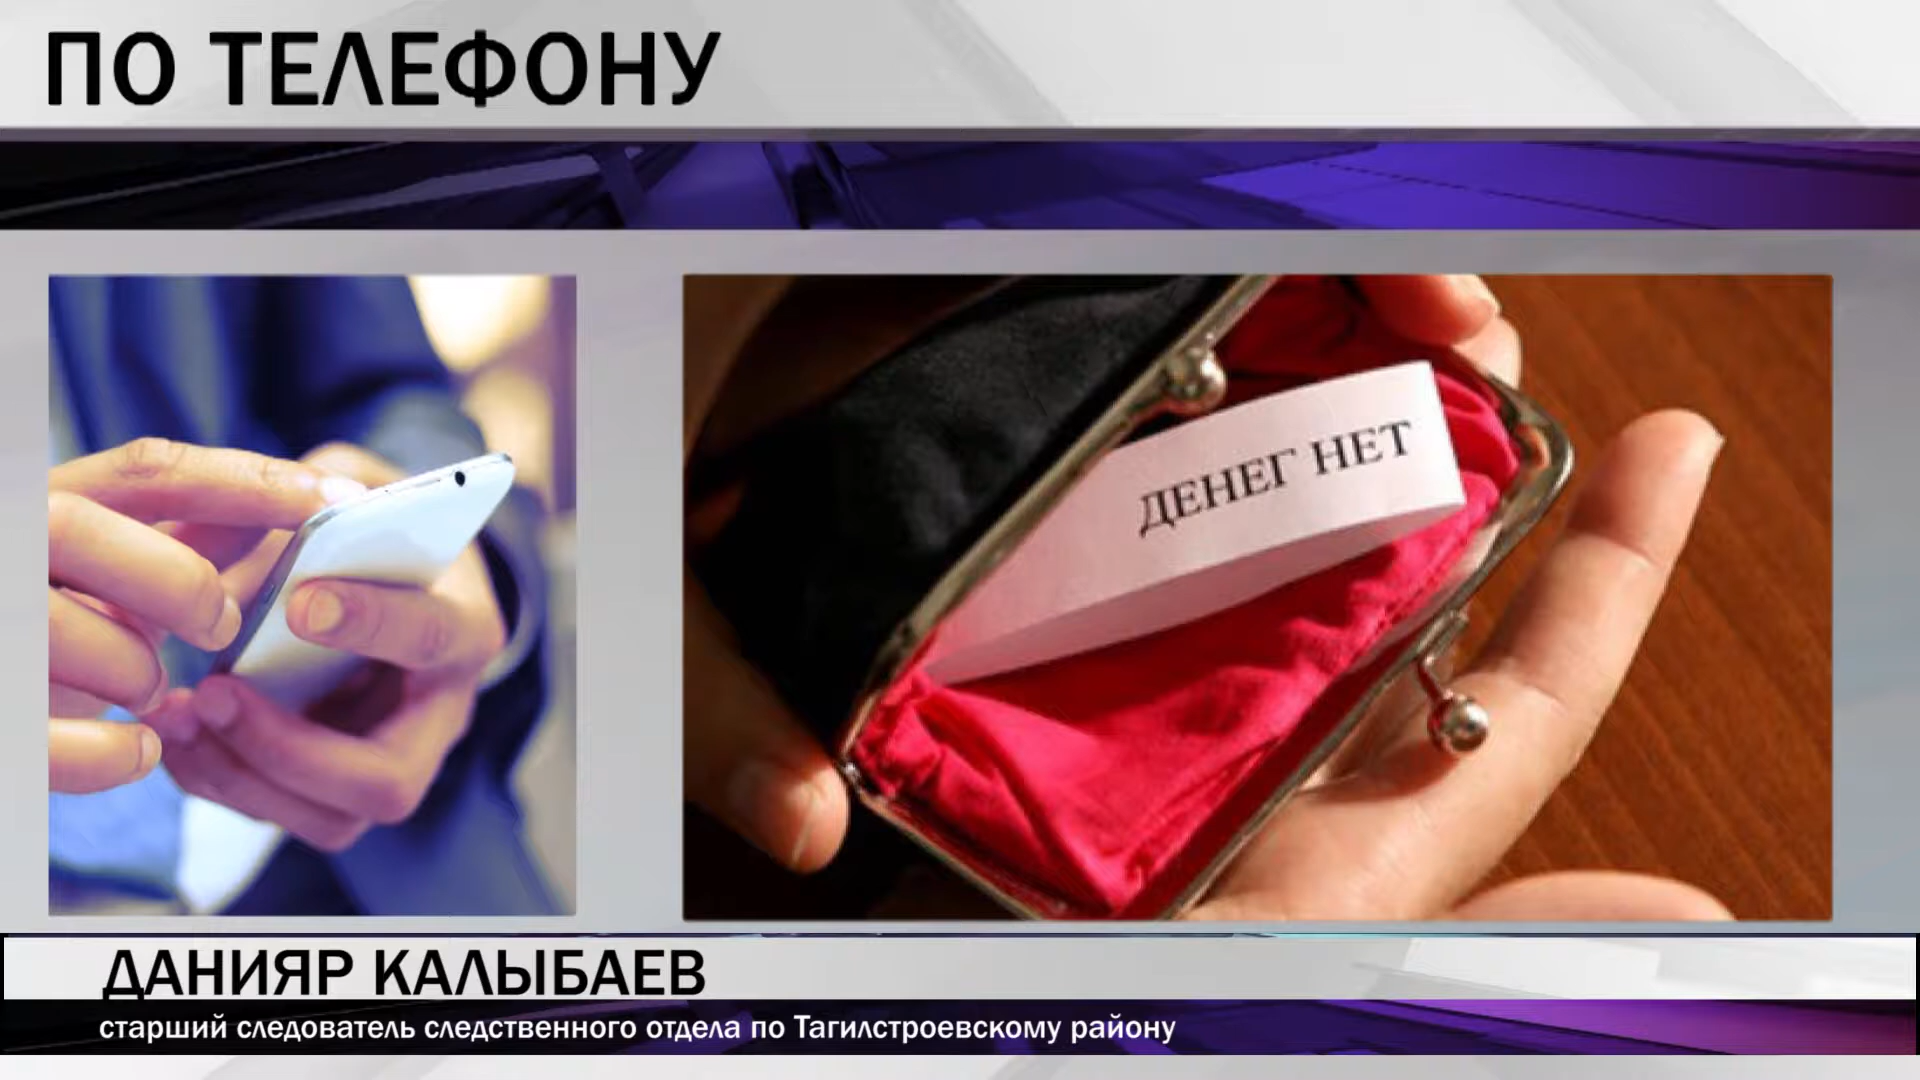 ПО ТЕЛЕФОНУ
ДЕНЕГ НЕТ
ДАНИЯР КАЛЫБАЕВ
старший следователь следственного отдела по Тагилстроевскому району